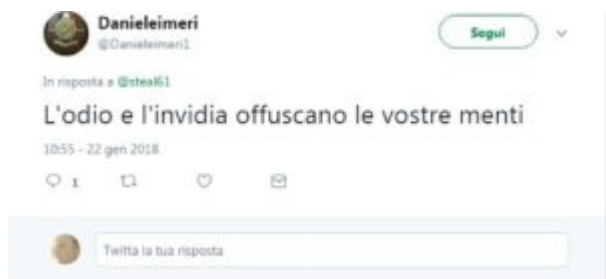 Danieleimeri
@Danieleimeri1
Segui
In risposta a @steal61
L'odio e l'invidia offuscano le vostre menti
10:55 - 22 gen 2018
1
Twitta la tua risposta